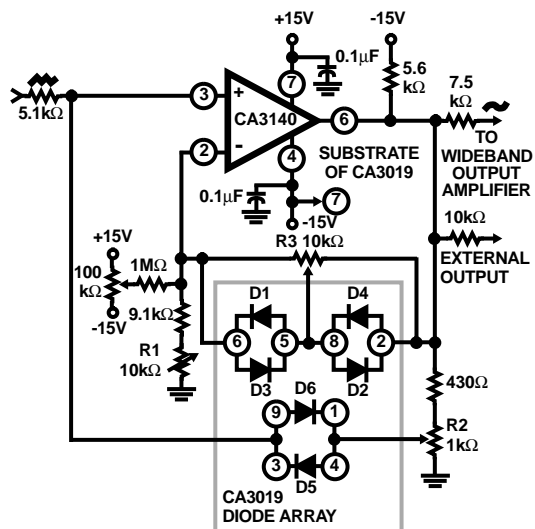 +15V
-15V
0.1μF
5.6
kΩ
7.5
kΩ
7
5.1kΩ
3
+
CA3140
6
2
-
4
SUBSTRATE
OF CA3019
TO
WIDEBAND
OUTPUT
AMPLIFIER
0.1μF
7
-15V
+15V
R3 10kΩ
10kΩ
EXTERNAL
OUTPUT
100
kΩ
1MΩ
-15V
9.1kΩ
D1
D4
6
5
8
2
R1
10kΩ
D3
D2
430Ω
D6
9
1
R2
1kΩ
3
4
D5
CA3019
DIODE ARRAY